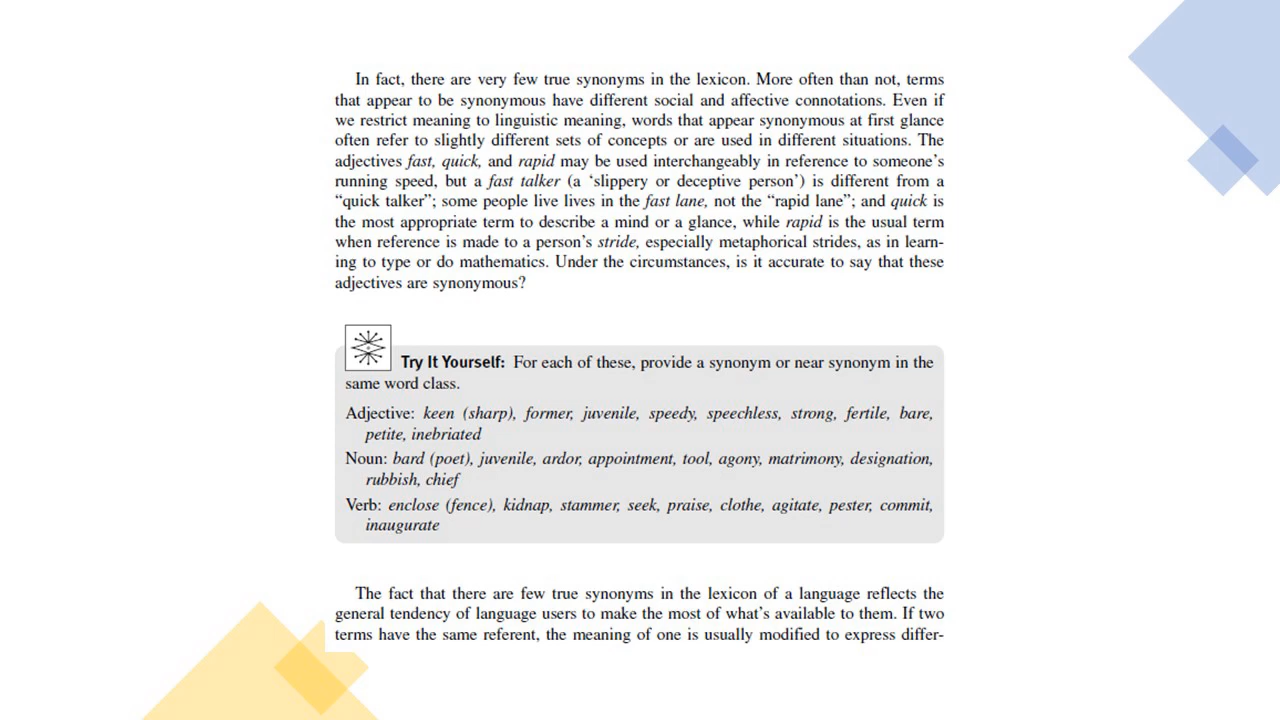 In fact, there are very few true synonyms in the lexicon. More often than not, terms
that appear to be synonymous have different social and affective connotations. Even if
we restrict meaning to linguistic meaning, words that appear synonymous at first glance
often refer to slightly different sets of concepts or are used in different situations. The
adjectives fast, quick, and rapid may be used interchangeably in reference to someone's
running speed, but a fast talker (a ‘slippery or deceptive person’) is different from a
“quick talker”; some people live lives in the fast lane, not the “rapid lane”; and quick is
the most appropriate term to describe a mind or a glance, while rapid is the usual term
when reference is made to a person's stride, especially metaphorical strides, as in learn-
ing to type or do mathematics. Under the circumstances, is it accurate to say that these
adjectives are synonymous?
Try It Yourself: For each of these, provide a synonym or near synonym in the
same word class.
Adjective: keen (sharp), former, juvenile, speedy, speechless, strong, fertile, bare,
petite, inebriated
Noun: bard (poet), juvenile, ardor, appointment, tool, agony, matrimony, designation,
rubbish, chief
Verb: enclose (fence), kidnap, stammer, seek, praise, clothe, agitate, pester, commit,
inaugurate
The fact that there are few true synonyms in the lexicon of a language reflects the
general tendency of language users to make the most of what's available to them. If two
terms have the same referent, the meaning of one is usually modified to express differ-